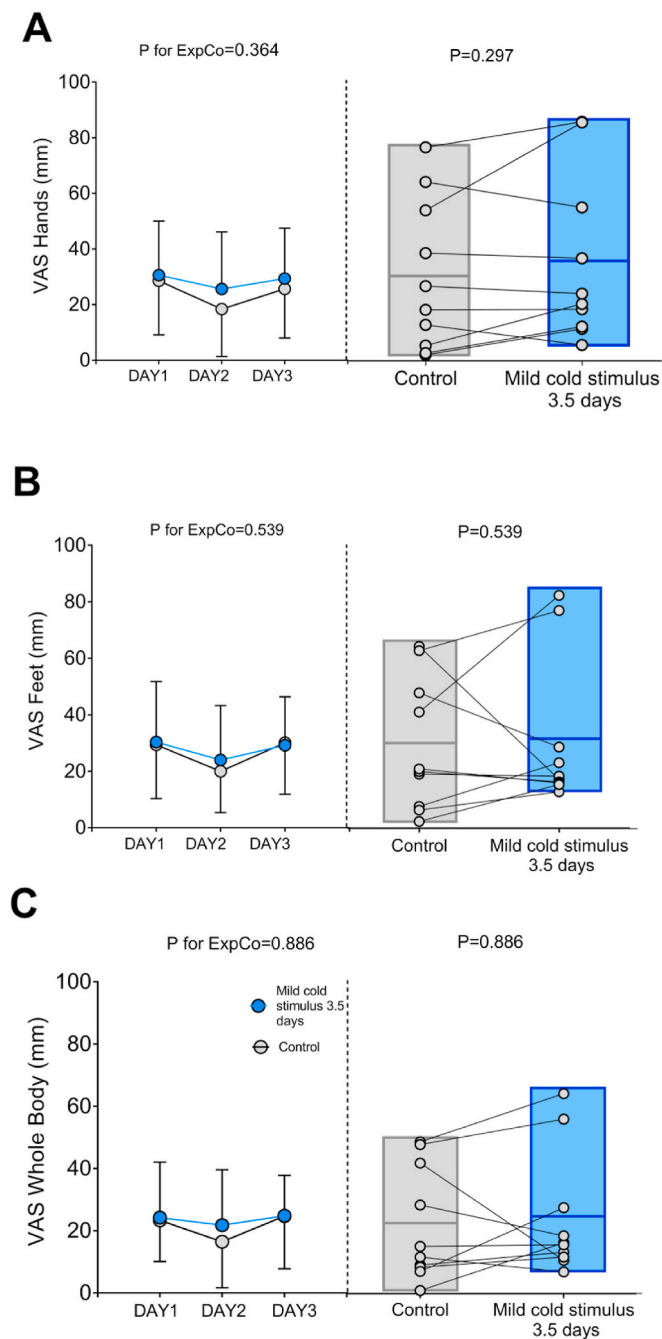 A
P for ExpCo=0.364
P=0.297
100
80
60
40
20
0
VAS Hands (mm)
DAY1
DAY2
DAY3
Control
Mild cold stimulus
3.5 days
B
P for ExpCo=0.539
P=0.539
100
80
60
40
20
0
VAS Feet (mm)
DAY1
DAY2
DAY3
Control
Mild cold stimulus
3.5 days
C
P for ExpCo=0.886
P=0.886
100
80
60
40
20
0
VAS Whole Body (mm)
Mild cold
stimulus 3.5
days
Control
DAY1
DAY2
DAY3
Control
Mild cold stimulus
3.5 days